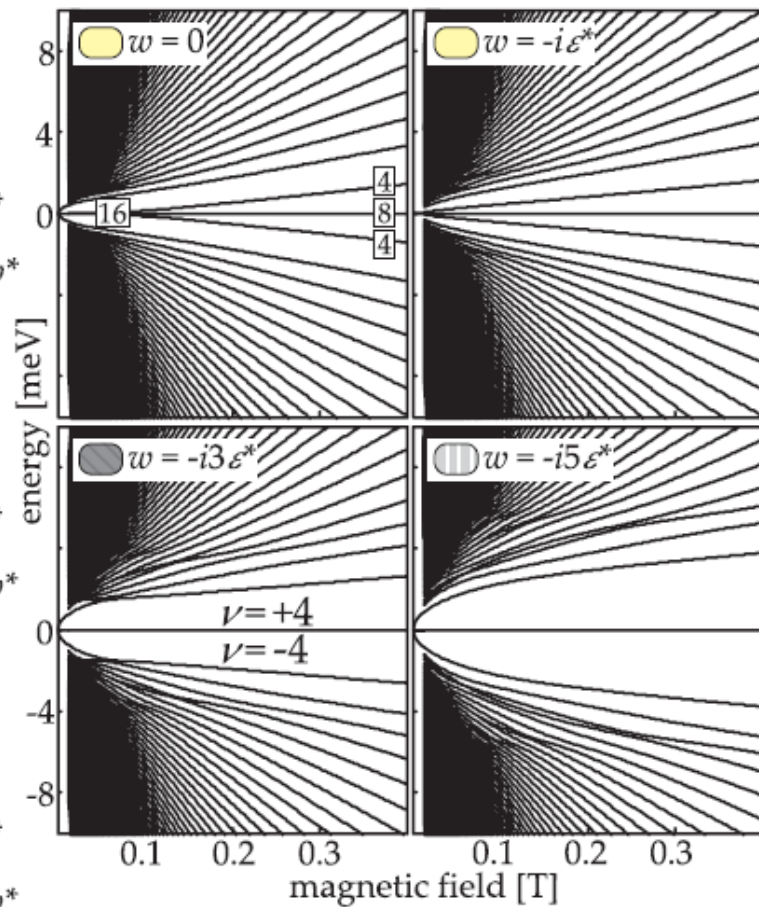 w = 0
w = -iε*
8
4
0
4
16
8
4
energy [meV]
w = -i3ε*
w = -i5ε*
ν = +4
ν = -4
0
-4
-8
0.1 0.2 0.3
0.1 0.2 0.3
magnetic field [T]